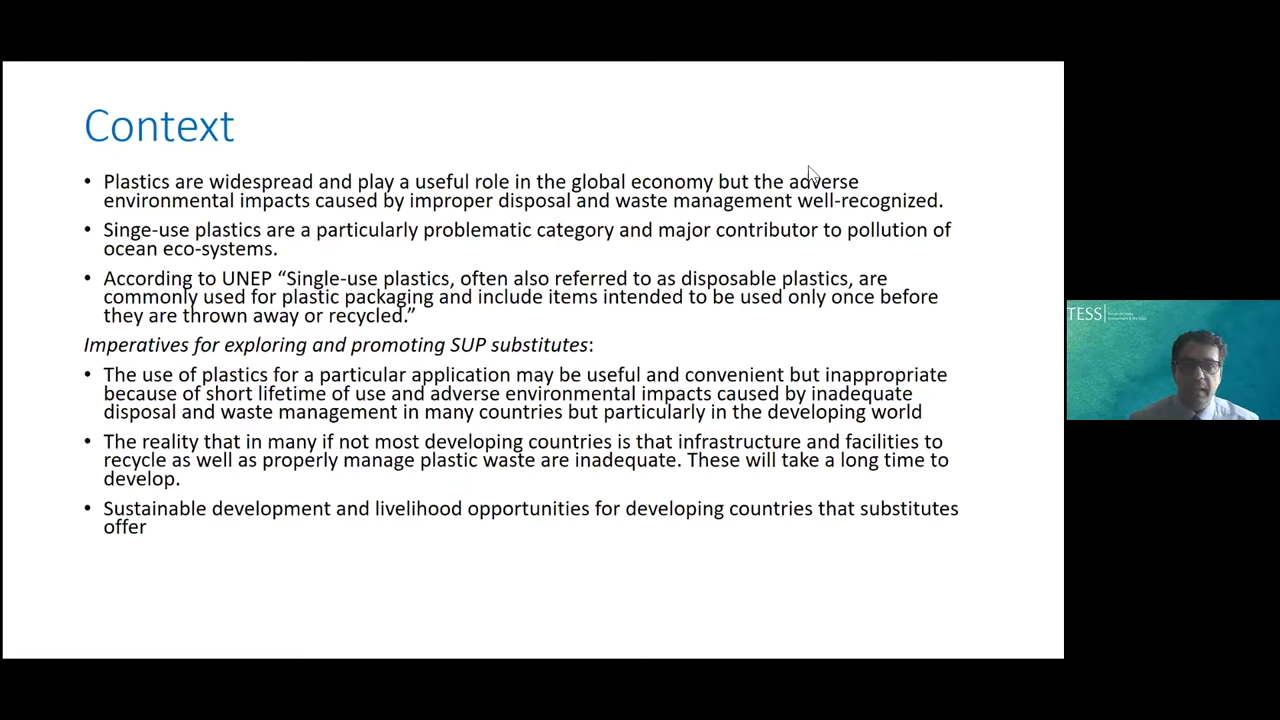 Context
• Plastics are widespread and play a useful role in the global economy but the adverse
environmental impacts caused by improper disposal and waste management well-recognized.
• Singe-use plastics are a particularly problematic category and major contributor to pollution of
ocean eco-systems.
• According to UNEP “Single-use plastics, often also referred to as disposable plastics, are
commonly used for plastic packaging and include items intended to be used only once before
they are thrown away or recycled.”
Imperatives for exploring and promoting SUP substitutes:
• The use of plastics for a particular application may be useful and convenient but inappropriate
because of short lifetime of use and adverse environmental impacts caused by inadequate
disposal and waste management in many countries but particularly in the developing world
• The reality that in many if not most developing countries is that infrastructure and facilities to
recycle as well as properly manage plastic waste are inadequate. These will take a long time to
develop.
• Sustainable development and livelihood opportunities for developing countries that substitutes
offer
TESS